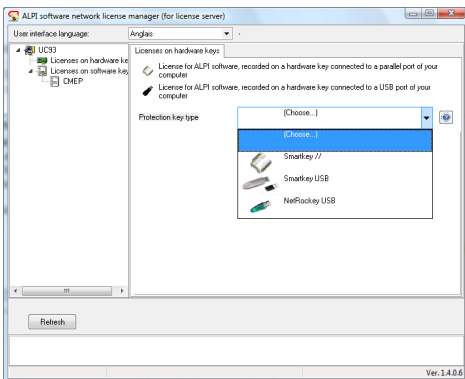 ALPI software network license manager (for license server)
User interface language:
Anglais
UC93
Licenses on hardware ke
Licenses on software key
CMEP
Licenses on hardware keys
License for ALPI software, recorded on a hardware key connected to a parallel port of your
computer
License for ALPI software, recorded on a hardware key connected to a USB port of your
computer
Protection key type
(Choose...)
(Choose...)
Smartkey //
Smartkey USB
NetRockey USB
Refresh
Ver. 1.4.0.6